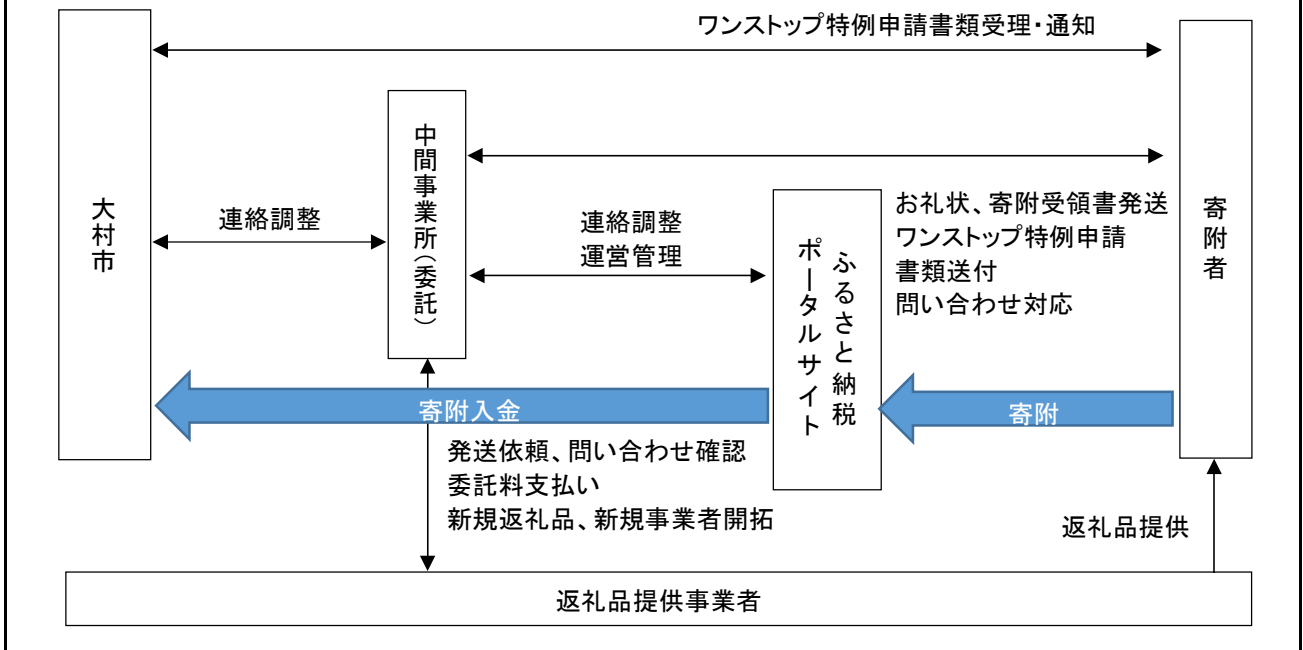 ワンストップ特例申請書類受理・通知
大村市
連絡調整
中間事業所(委託)
連絡調整
運営管理
ふるさと納税
ポータルサイト
お礼状、寄附受領書発送
ワンストップ特例申請
書類送付
問い合わせ対応
寄附者
寄附入金
寄附
発送依頼、問い合わせ確認
委託料支払い
新規返礼品、新規事業者開拓
返礼品提供
返礼品提供事業者